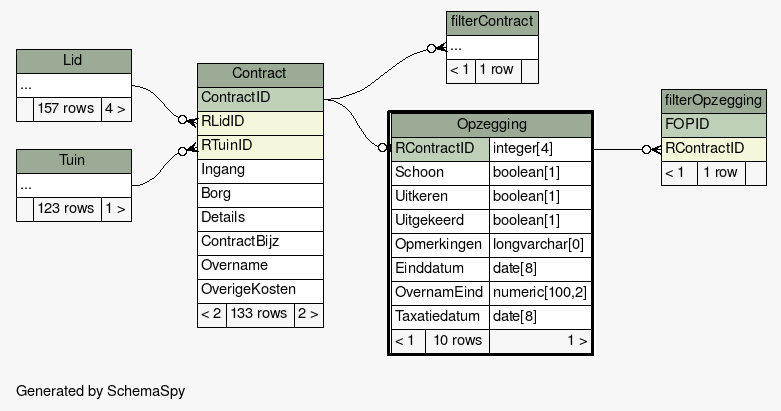 Lid
...
157 rows 4 >
Tuin
...
123 rows 1 >
Contract
ContractID
RLidID
RTuinID
Ingang
Borg
Details
ContractBijz
Overname
OverigeKosten
< 2 133 rows 2 >
filterContract
...
< 1 1 row
Opzegging
RContractID integer[4]
Schoon boolean[1]
Uitkeren boolean[1]
Uitgekeerd boolean[1]
Opmerkingen longvarchar[0]
Einddatum date[8]
OvernamEind numeric[100,2]
Taxatiedatum date[8]
< 1 10 rows 1 >
filterOpzegging
FOPID
RContractID
< 1 1 row
Generated by SchemaSpy